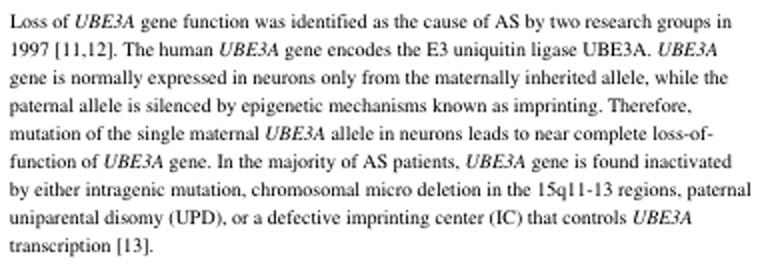 Loss of UBE3A gene function was identified as the cause of AS by two research groups in
1997 [11,12]. The human UBE3A gene encodes the E3 uniquitin ligase UBE3A. UBE3A
gene is normally expressed in neurons only from the maternally inherited allele, while the
paternal allele is silenced by epigenetic mechanisms known as imprinting. Therefore,
mutation of the single maternal UBE3A allele in neurons leads to near complete loss-of-
function of UBE3A gene. In the majority of AS patients, UBE3A gene is found inactivated
by either intragenic mutation, chromosomal micro deletion in the 15q11-13 regions, paternal
uniparental disomy (UPD), or a defective imprinting center (IC) that controls UBE3A
transcription [13].